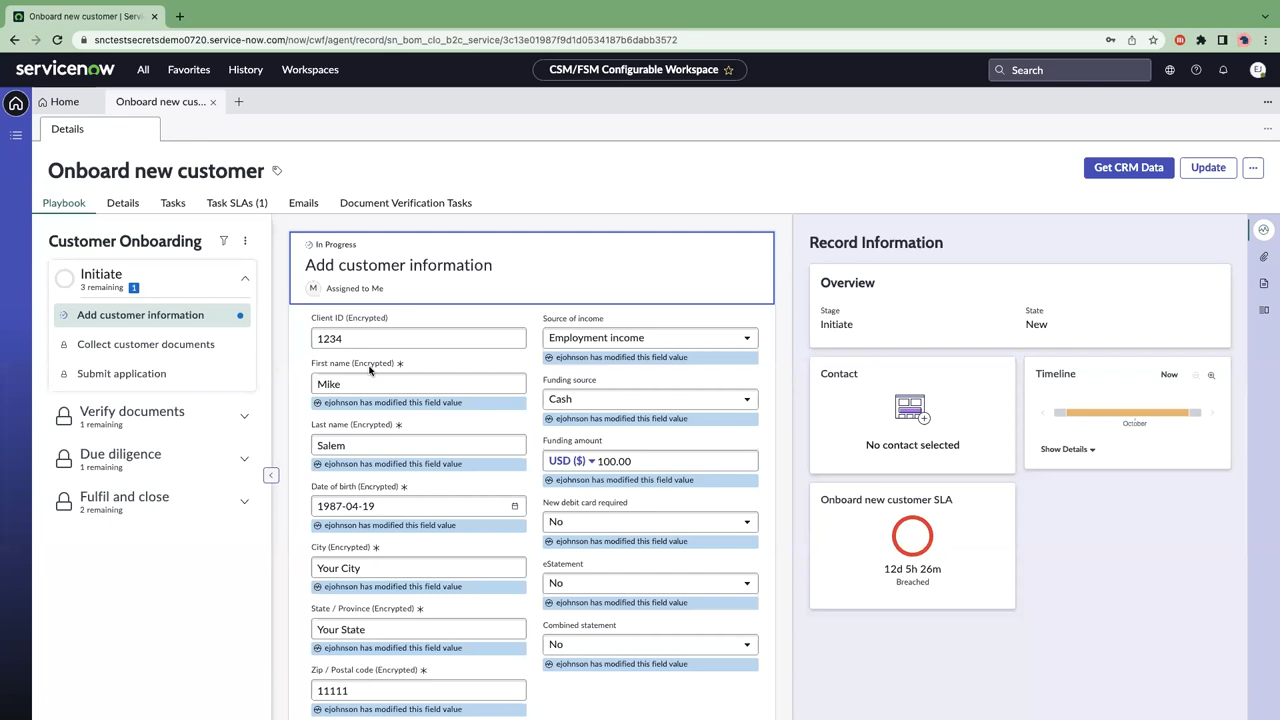 Onboard new customer | Servi
snctestsecretsdemo0720.service-now.com/now/cwf/agent/record/sn_bom_clo_b2c_service/3c13e01987f9d1d0534187b6dabb3572
servicenow
All
Favorites
History
Workspaces
CSM/FSM Configurable Workspace
Search
EJ
Home
Onboard new cus...
Details
Onboard new customer
Get CRM Data
Update
Playbook
Details
Tasks
Task SLAs (1)
Emails
Document Verification Tasks
Customer Onboarding
Initiate
3 remaining 1
Add customer information
Collect customer documents
Submit application
Verify documents
1 remaining
Due diligence
1 remaining
Fulfil and close
2 remaining
In Progress
Add customer information
M Assigned to Me
Client ID (Encrypted)
1234
First name (Encrypted)
Mike
ejohnson has modified this field value
Last name (Encrypted)
Salem
ejohnson has modified this field value
Date of birth (Encrypted)
1987-04-19
ejohnson has modified this field value
City (Encrypted)
Your City
ejohnson has modified this field value
State / Province (Encrypted)
Your State
ejohnson has modified this field value
Zip / Postal code (Encrypted)
11111
ejohnson has modified this field value
Source of income
Employment income
ejohnson has modified this field value
Funding source
Cash
ejohnson has modified this field value
Funding amount
USD ($) 100.00
ejohnson has modified this field value
New debit card required
No
ejohnson has modified this field value
eStatement
No
ejohnson has modified this field value
Combined statement
No
ejohnson has modified this field value
Record Information
Overview
Stage
Initiate
State
New
Contact
No contact selected
Timeline
Now
October
Show Details
Onboard new customer SLA
12d 5h 26m
Breached